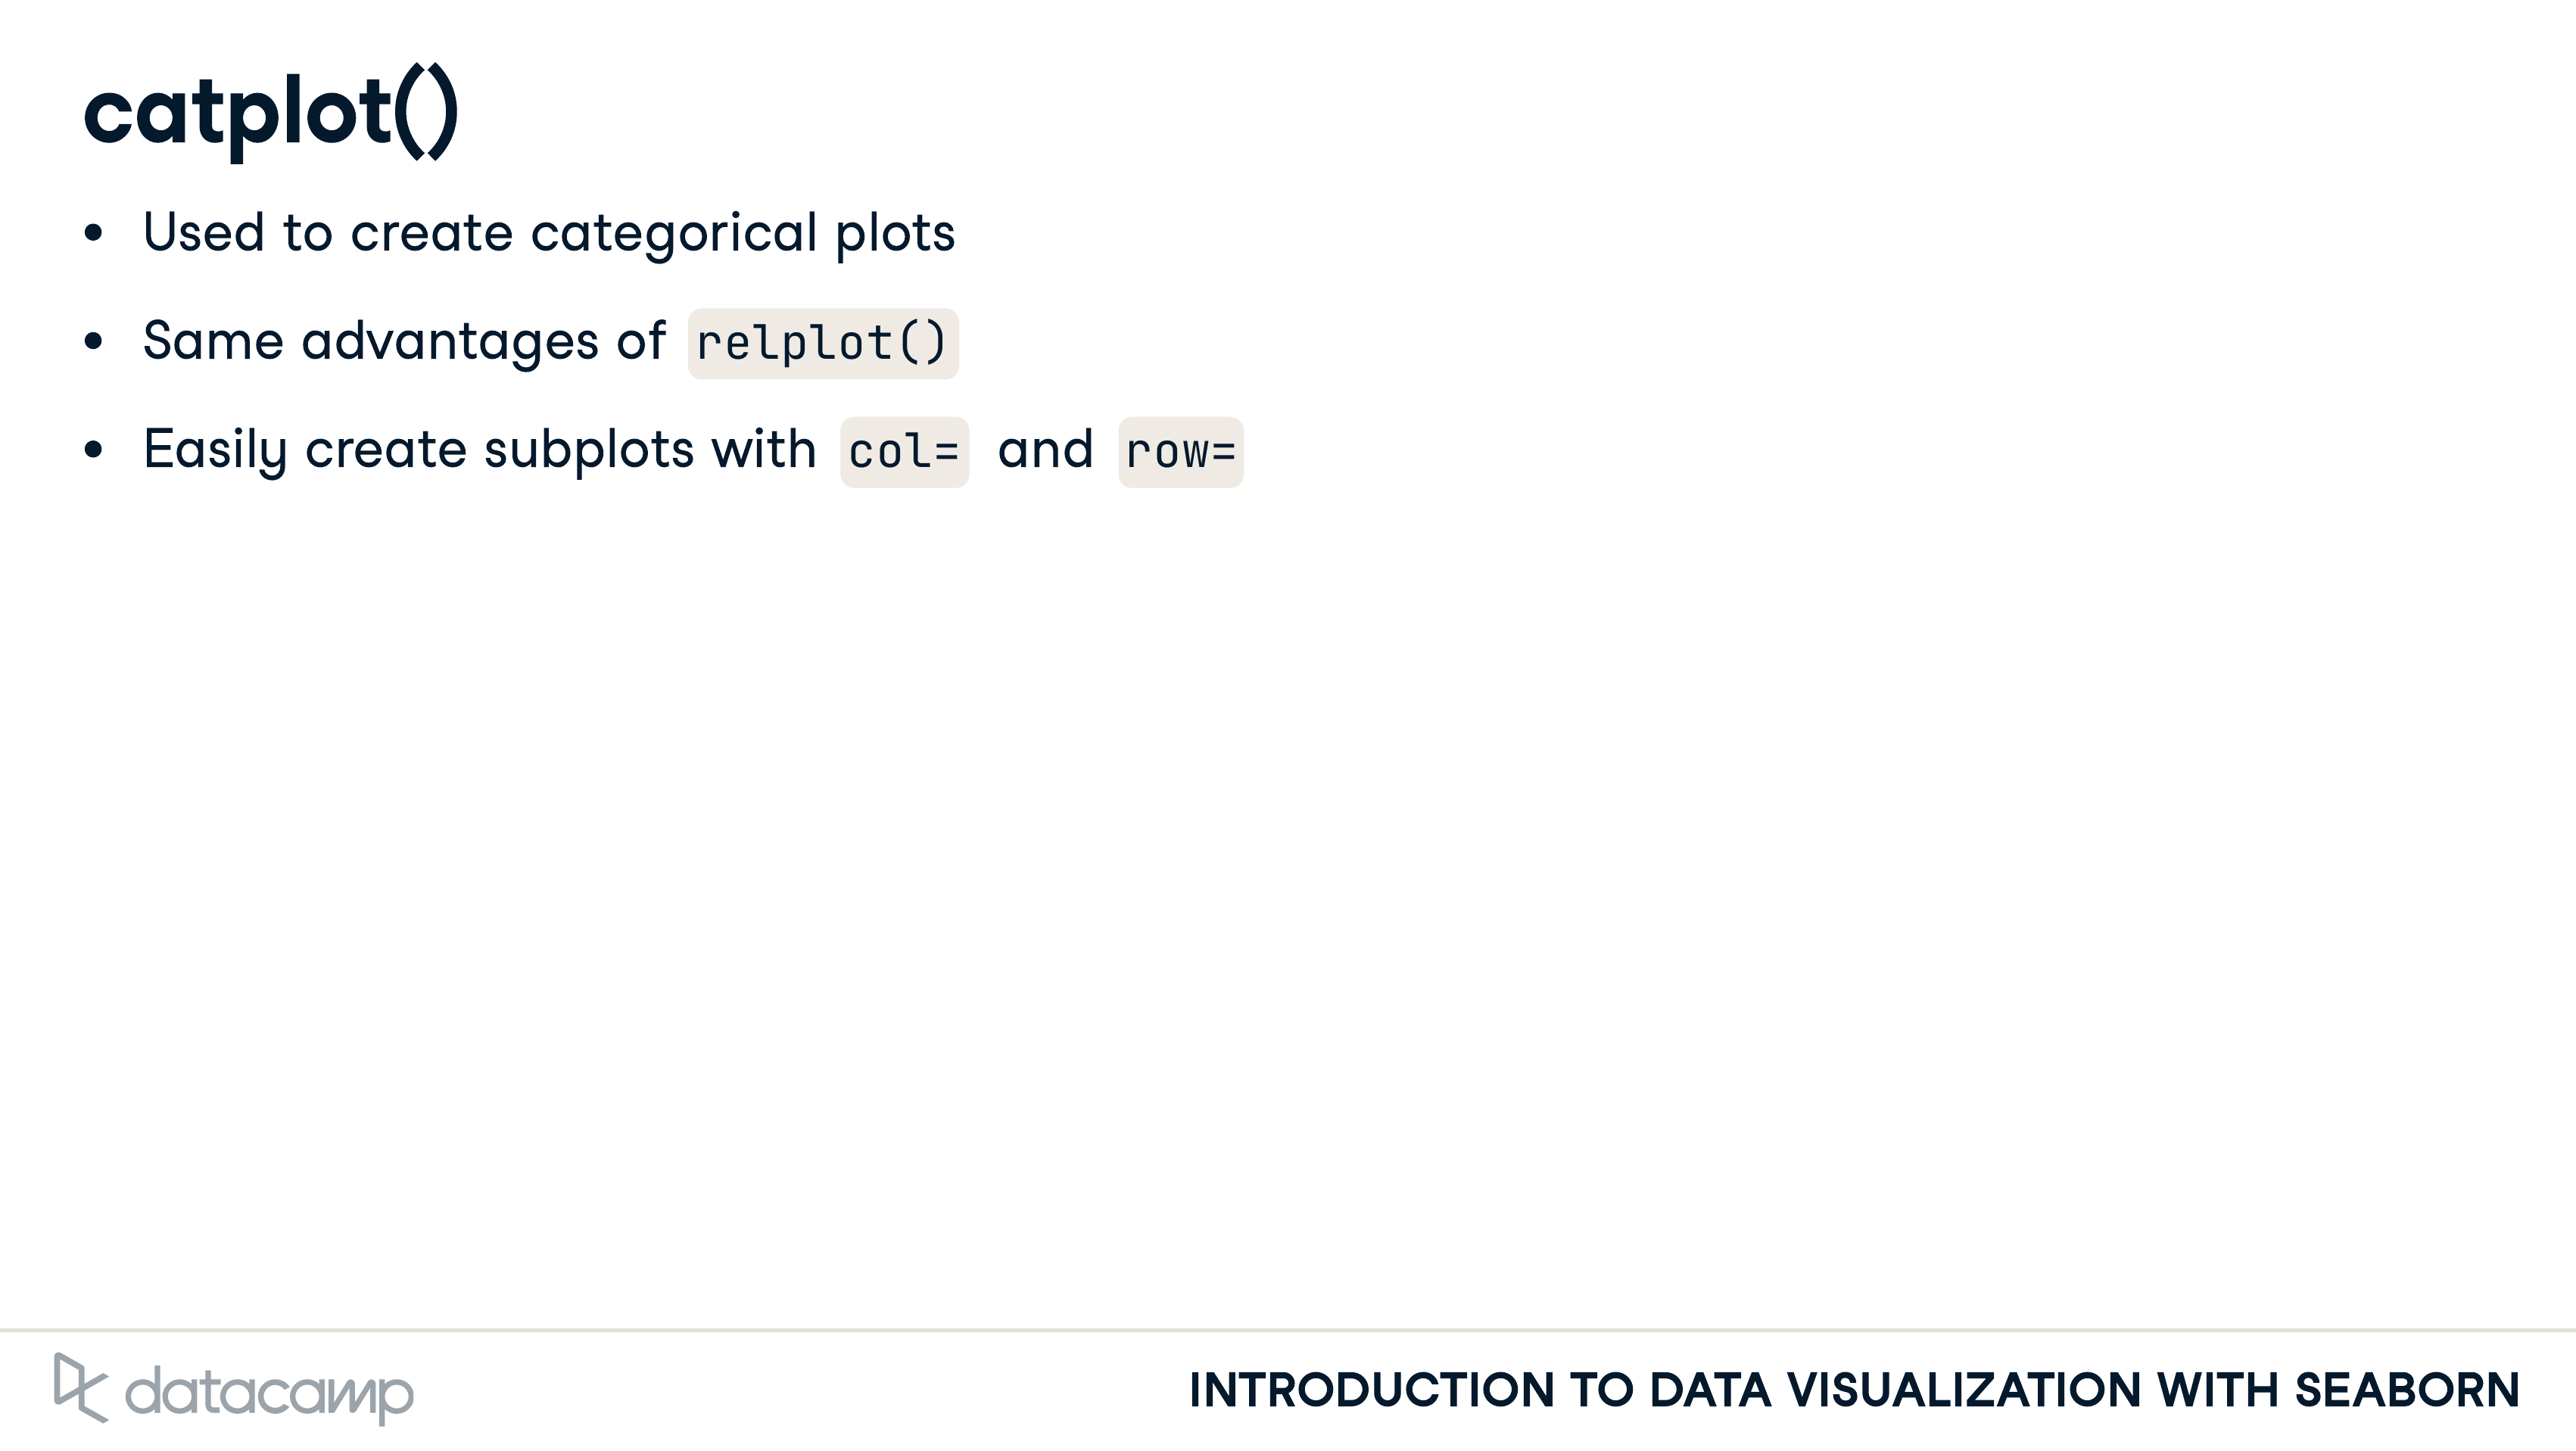 catplot()
• Used to create categorical plots
• Same advantages of relplot()
• Easily create subplots with col= and row=
datacamp
INTRODUCTION TO DATA VISUALIZATION WITH SEABORN